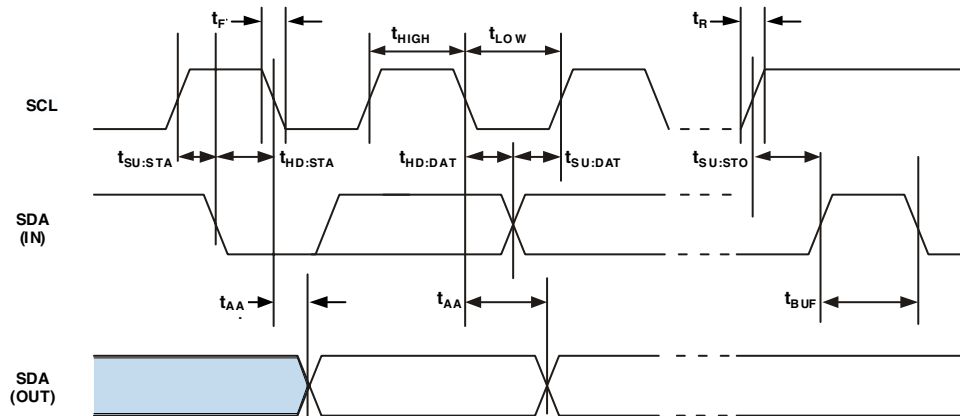 tF
tR
tHIGH
tLOW
SCL
tSU:STA
tHD:STA
tHD:DAT
tSU:DAT
tSU:STO
SDA
(IN)
tAA
tAA
tBUF
SDA
(OUT)